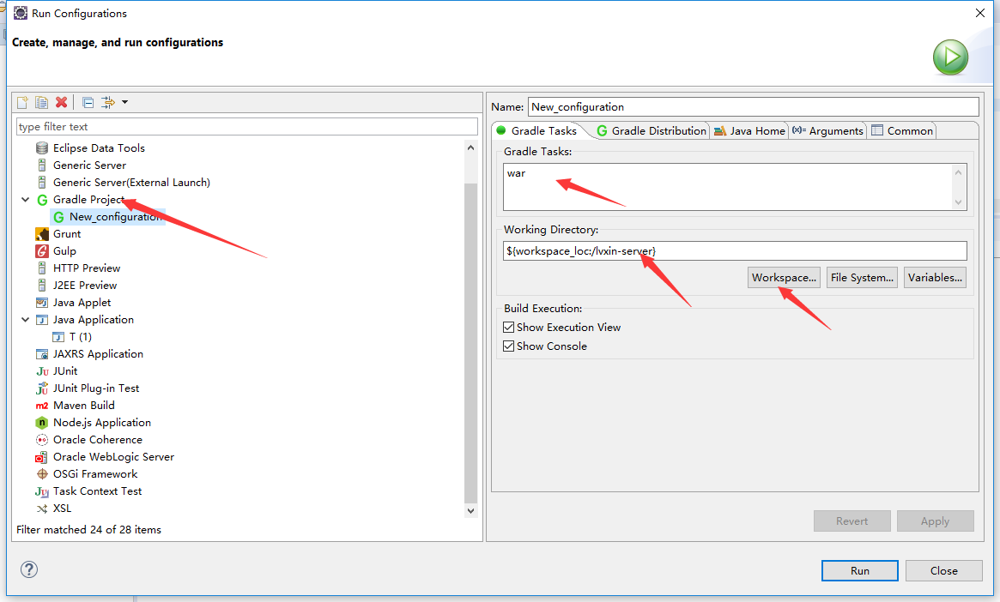 Run Configurations
Create, manage, and run configurations
type filter text
Eclipse Data Tools
Generic Server
Generic Server(External Launch)
Gradle Project
New_configuration
Grunt
Gulp
HTTP Preview
J2EE Preview
Java Applet
Java Application
T (1)
JAXRS Application
JUnit
JUnit Plug-in Test
Maven Build
Node.js Application
Oracle Coherence
Oracle WebLogic Server
OSGi Framework
Task Context Test
XSL
Filter matched 24 of 28 items
Name: New_configuration
Gradle Tasks Gradle Distribution Java Home Arguments Common
Gradle Tasks:
war
Working Directory:
${workspace_loc:/lvxin-server}
Workspace... File System... Variables...
Build Execution:
Show Execution View
Show Console
Revert Apply
Run Close